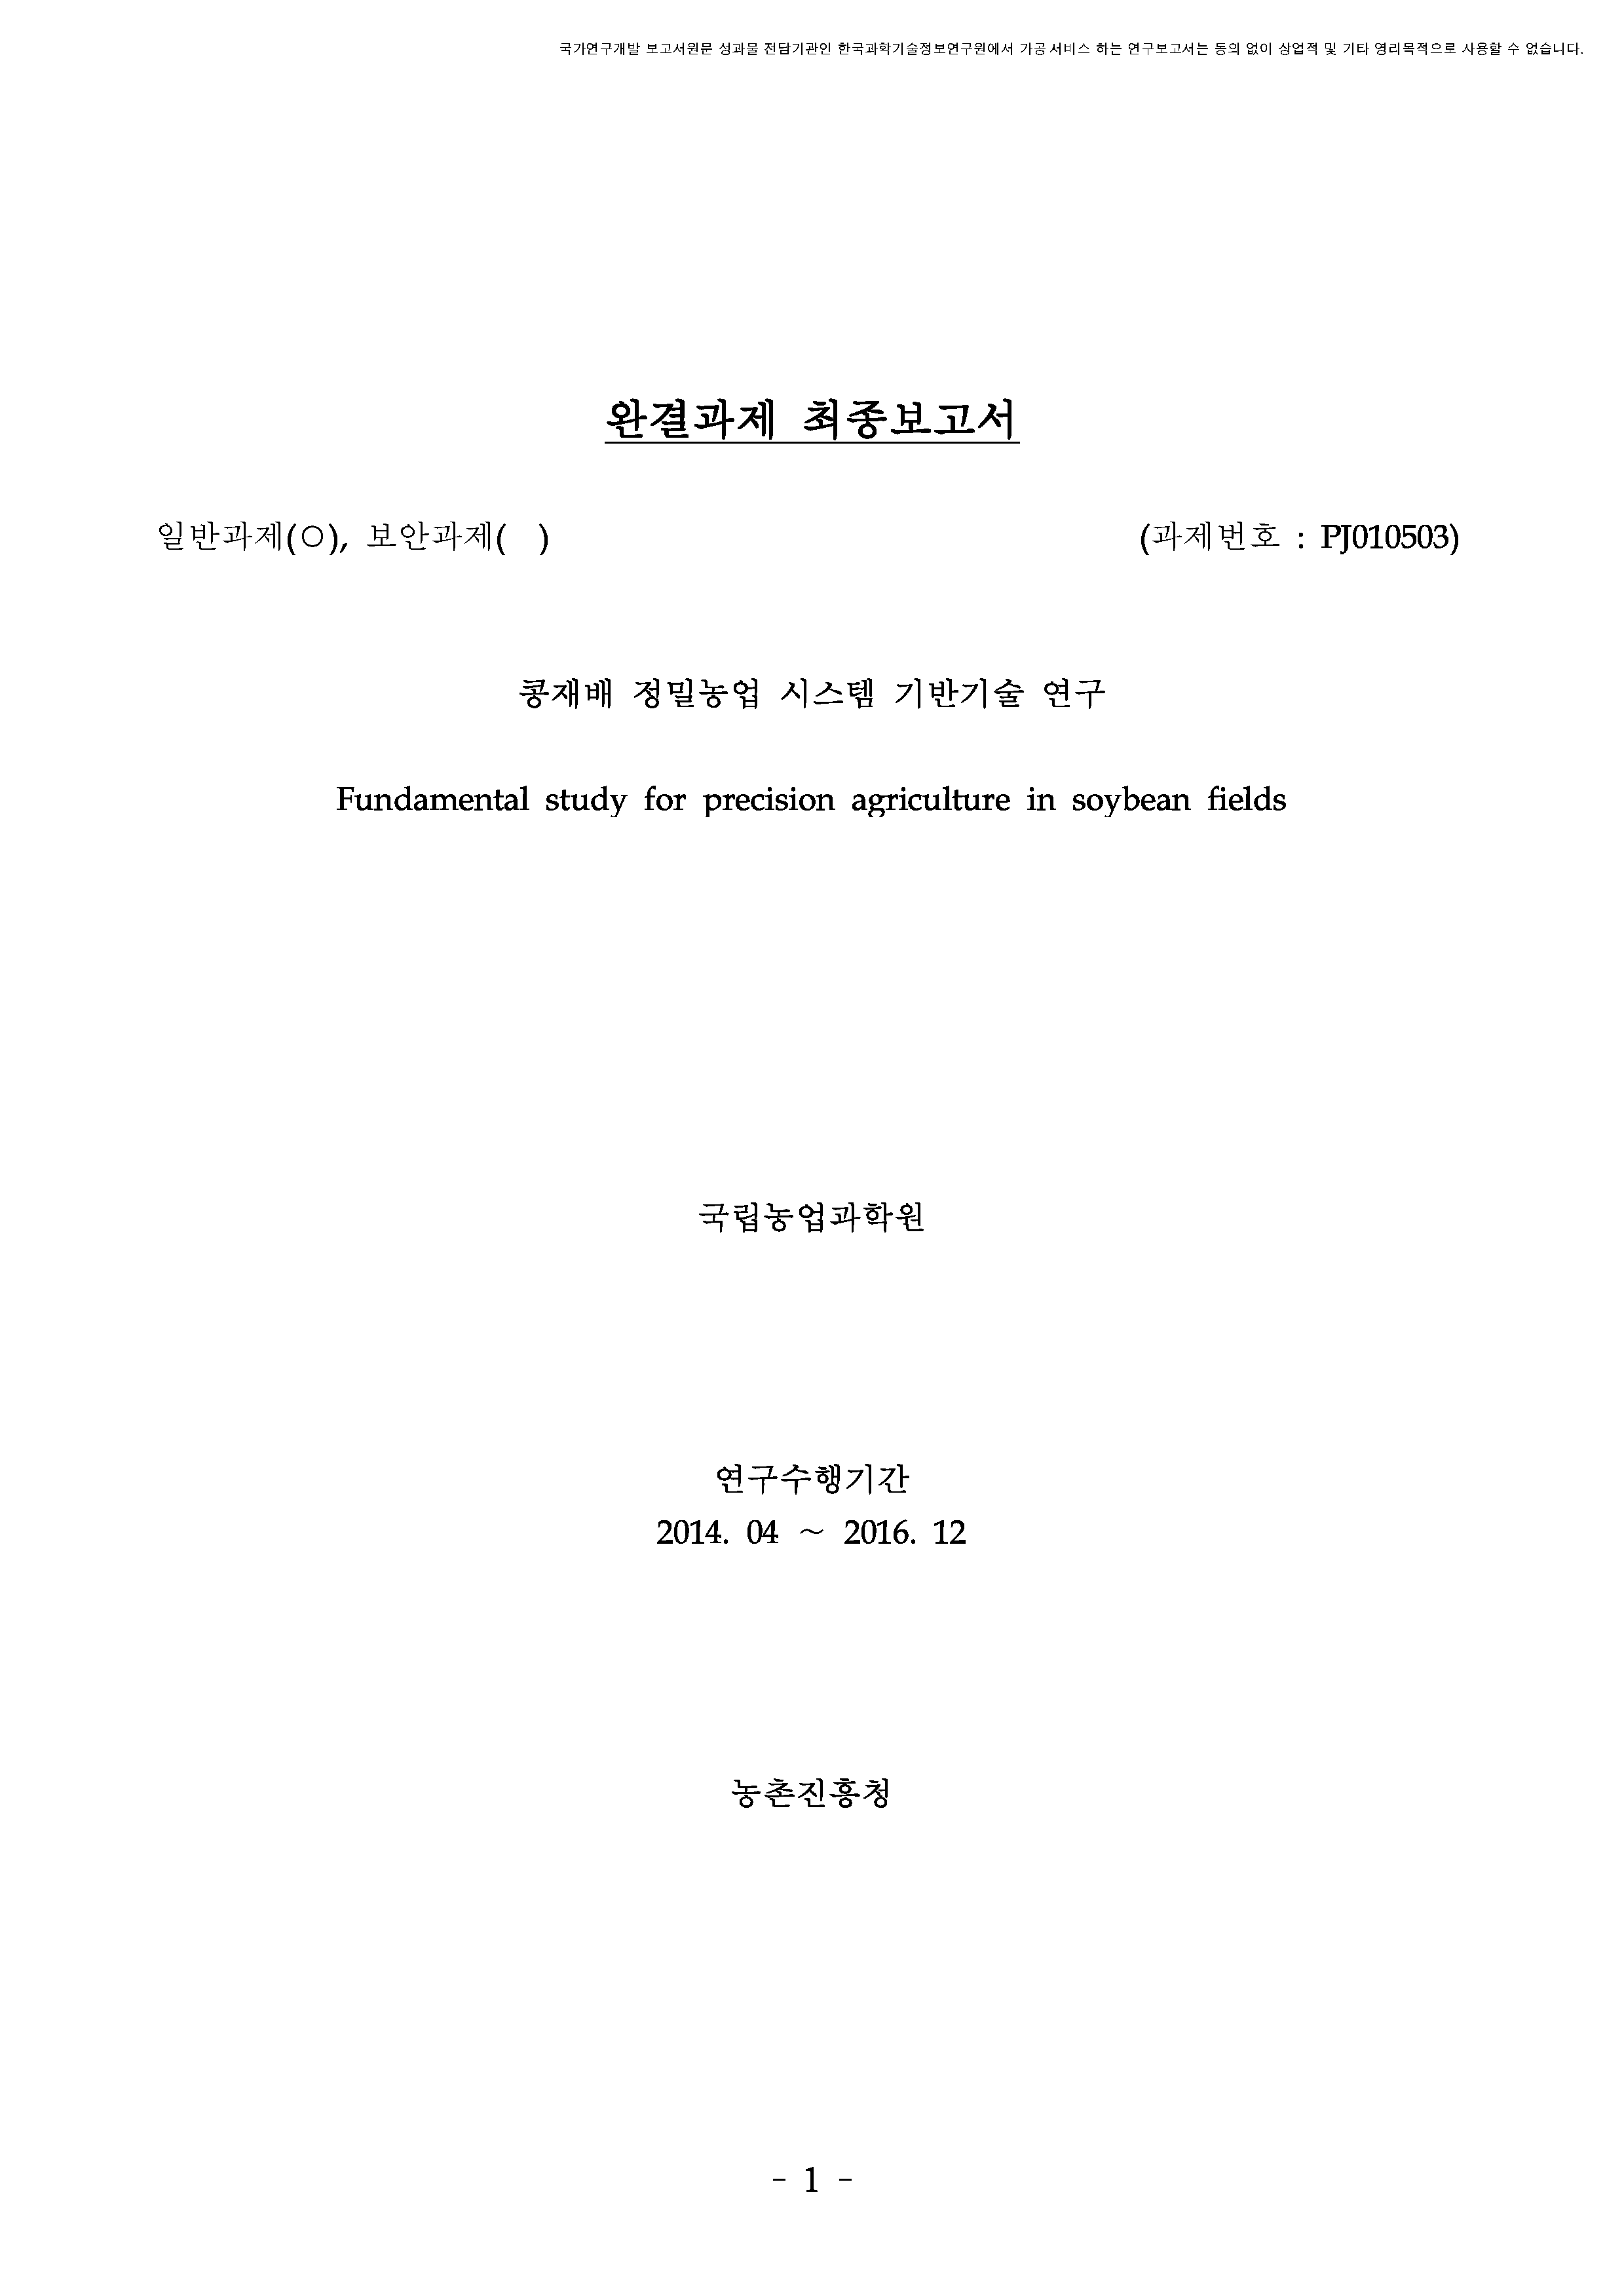 국가연구개발 보고서원문 성과물 전담기관인 한국과학기술정보연구원에서 가공·서비스 하는 연구보고서는 동의 없이 상업적 및 기타 영리목적으로 사용할 수 없습니다.
완결과제 최종보고서
일반과제(○), 보안과제(  ) (과제번호 : PJ010503)
콩재배 정밀농업 시스템 기반기술 연구
Fundamental study for precision agriculture in soybean fields
국립농업과학원
연구수행기간
2014. 04 ~ 2016. 12
농촌진흥청
- 1 -